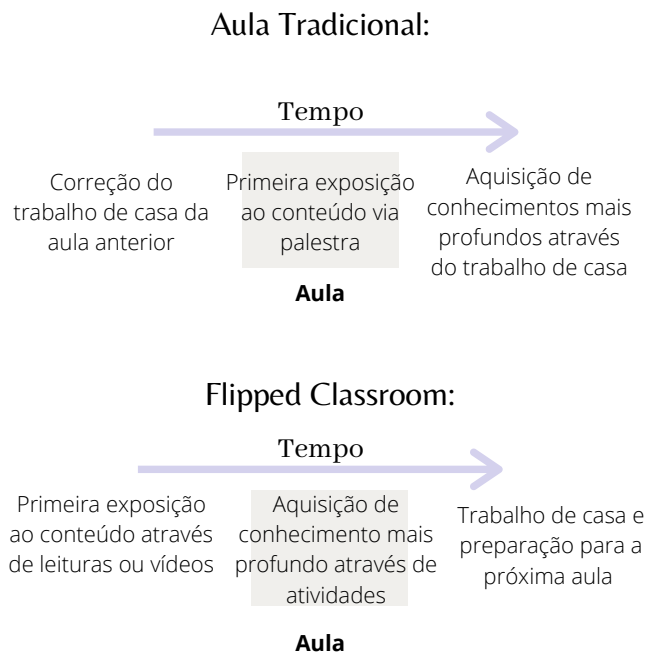 Aula Tradicional:
Tempo
Correção do
trabalho de casa da
aula anterior
Primeira exposição
ao conteúdo via
palestra
Aquisição de
conhecimentos mais
profundos através
do trabalho de casa
Aula
Flipped Classroom:
Tempo
Primeira exposição
ao conteúdo através
de leituras ou vídeos
Aquisição de
conhecimento mais
profundo através de
atividades
Trabalho de casa e
preparação para a
próxima aula
Aula